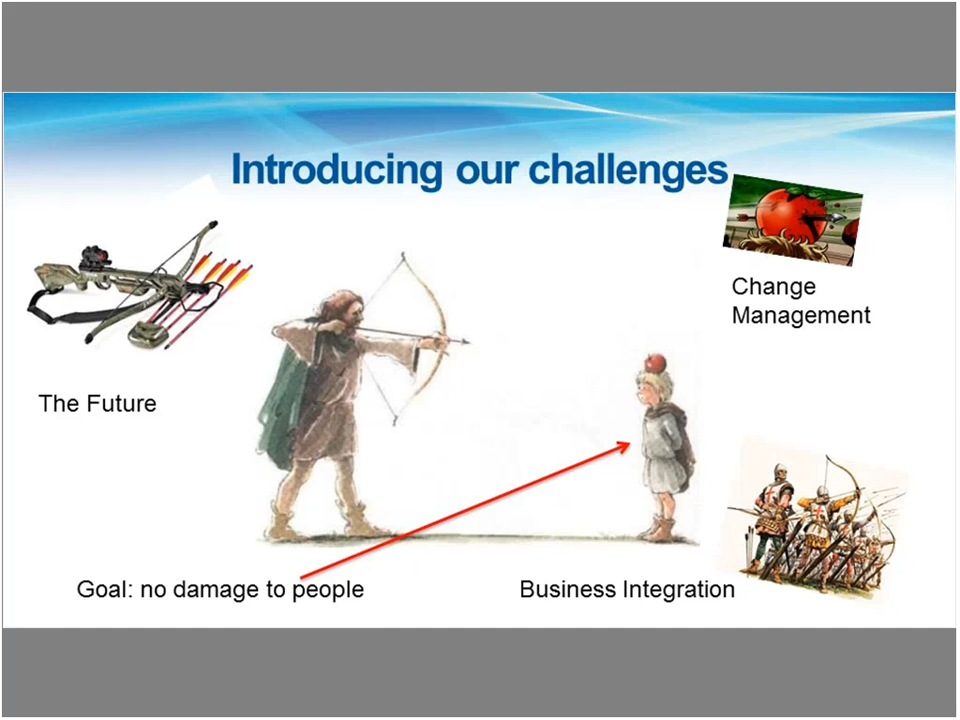 Introducing our challenges
Change
Management
The Future
Goal: no damage to people
Business Integration